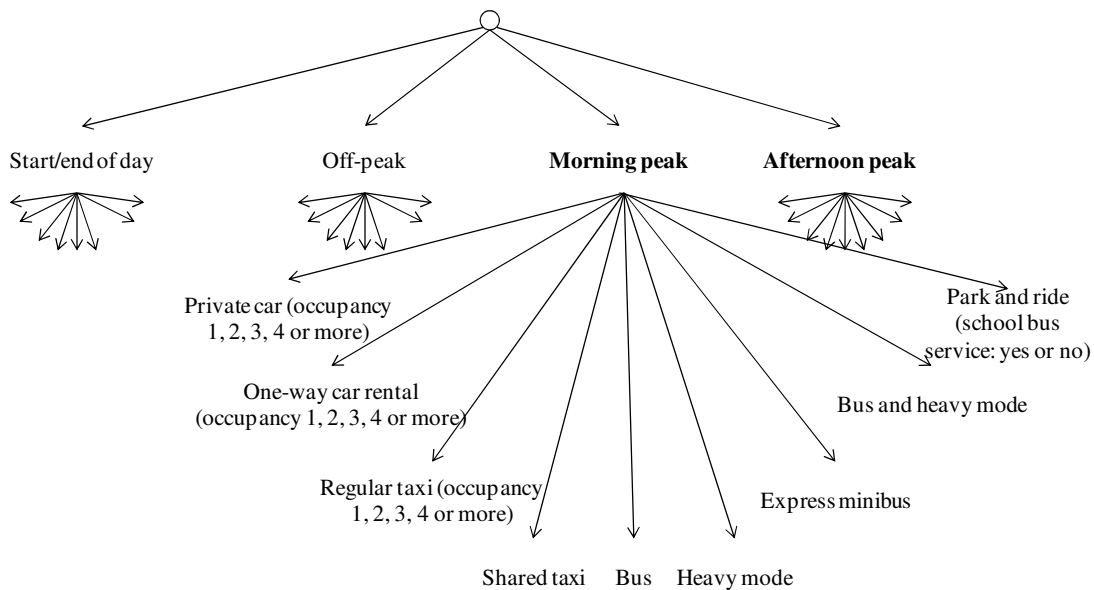 Start/end of day
Off-peak
Morning peak
Afternoon peak
Private car (occupancy
1, 2, 3, 4 or more)
Park and ride
(school bus
service: yes or no)
One-way car rental
(occupancy 1, 2, 3, 4 or more)
Bus and heavy mode
Regular taxi (occupancy
1, 2, 3, 4 or more)
Express minibus
Shared taxi
Bus
Heavy mode